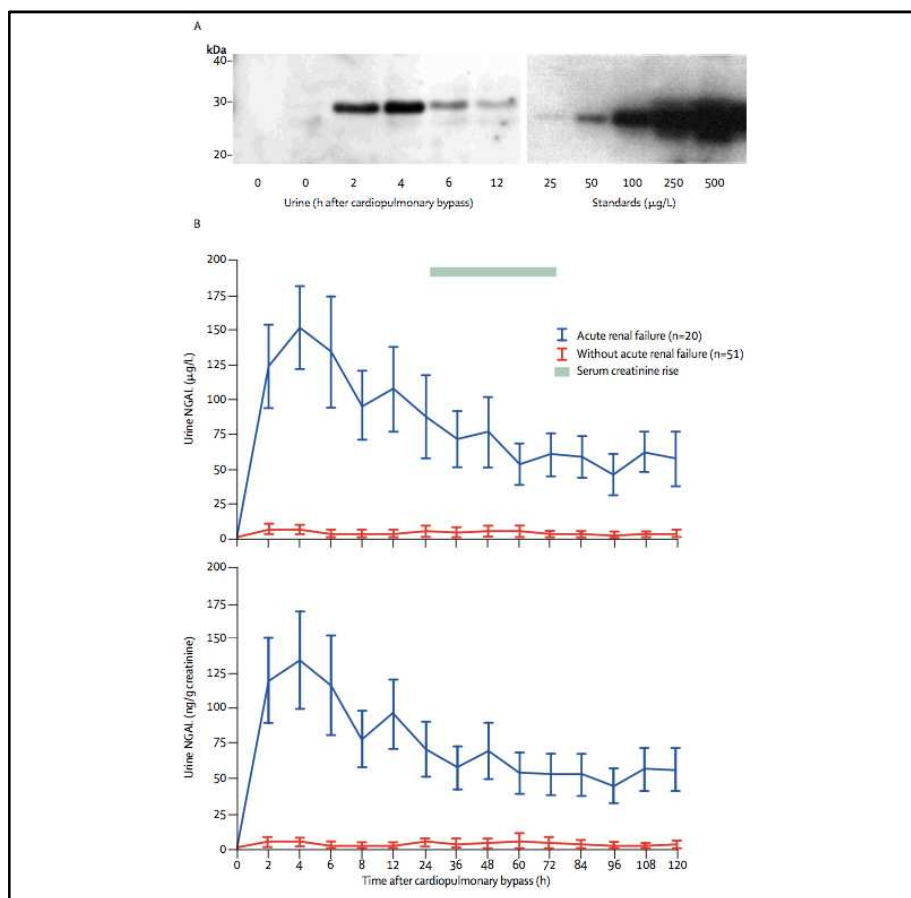 A
kDa
40
30
20
0 0 2 4 6 12 25 50 100 250 500
Urine (h after cardiopulmonary bypass) Standards (µg/L)
B
200
175
150
125
100
75
50
25
0
Urine NGAL (µg/L)
Acute renal failure (n=20)
Without acute renal failure (n=51)
Serum creatinine rise
200
175
150
125
100
75
50
25
0
Urine NGAL (ng/g creatinine)
0 2 4 6 8 12 24 36 48 60 72 84 96 108 120
Time after cardiopulmonary bypass (h)